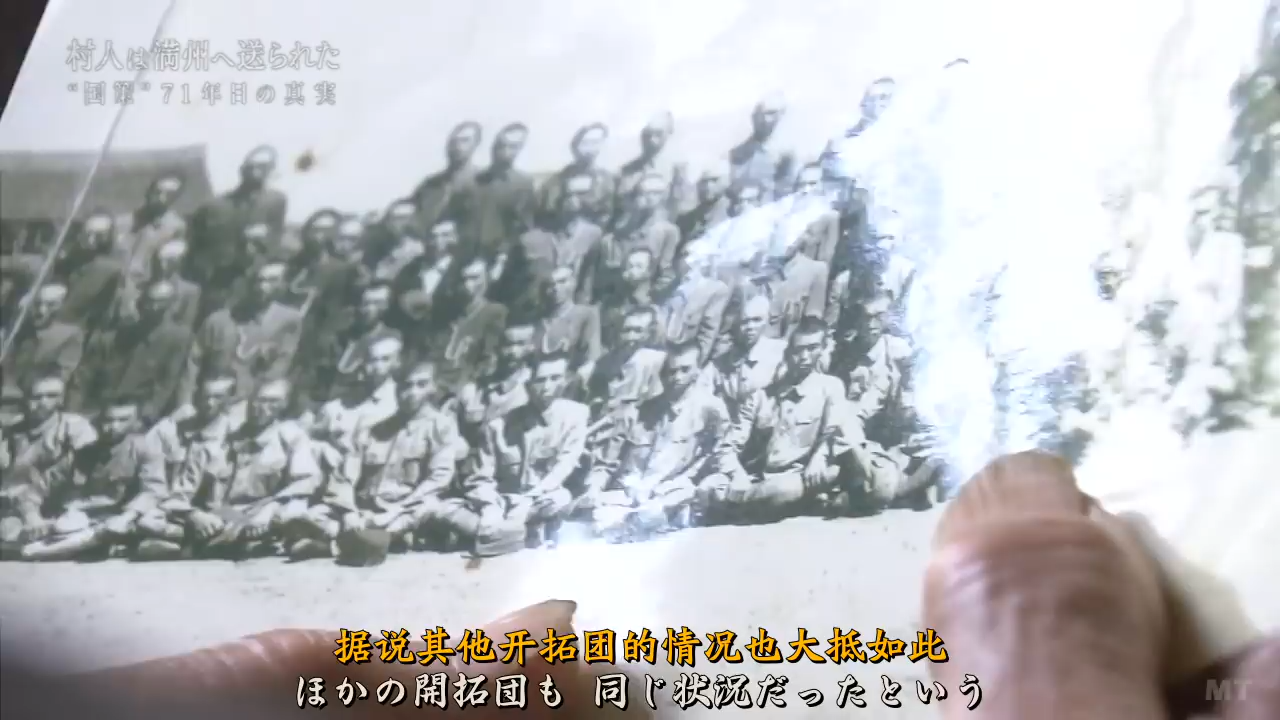 村人は満州へ送られた
“国策”71年目の真実
据说其他开拓团的情况也大抵如此
ほかの開拓団も 同じ状況だったという
MT